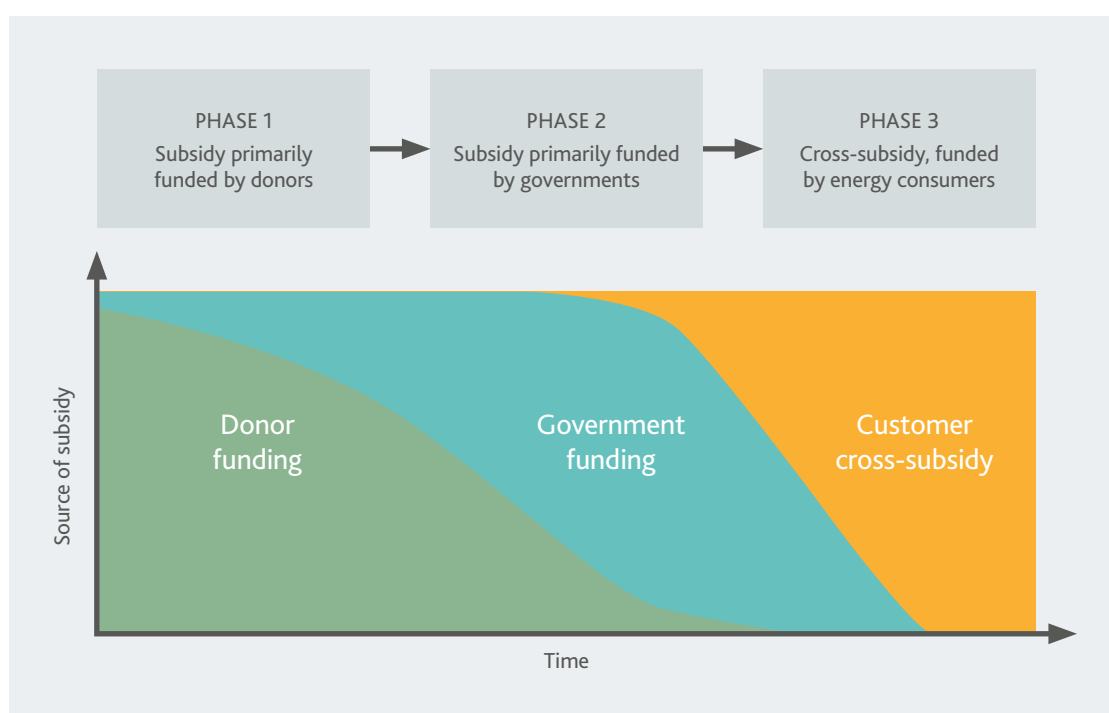 PHASE 1
Subsidy primarily
funded by donors
PHASE 2
Subsidy primarily funded
by governments
PHASE 3
Cross-subsidy, funded
by energy consumers
Source of subsidy
Donor
funding
Government
funding
Customer
cross-subsidy
Time